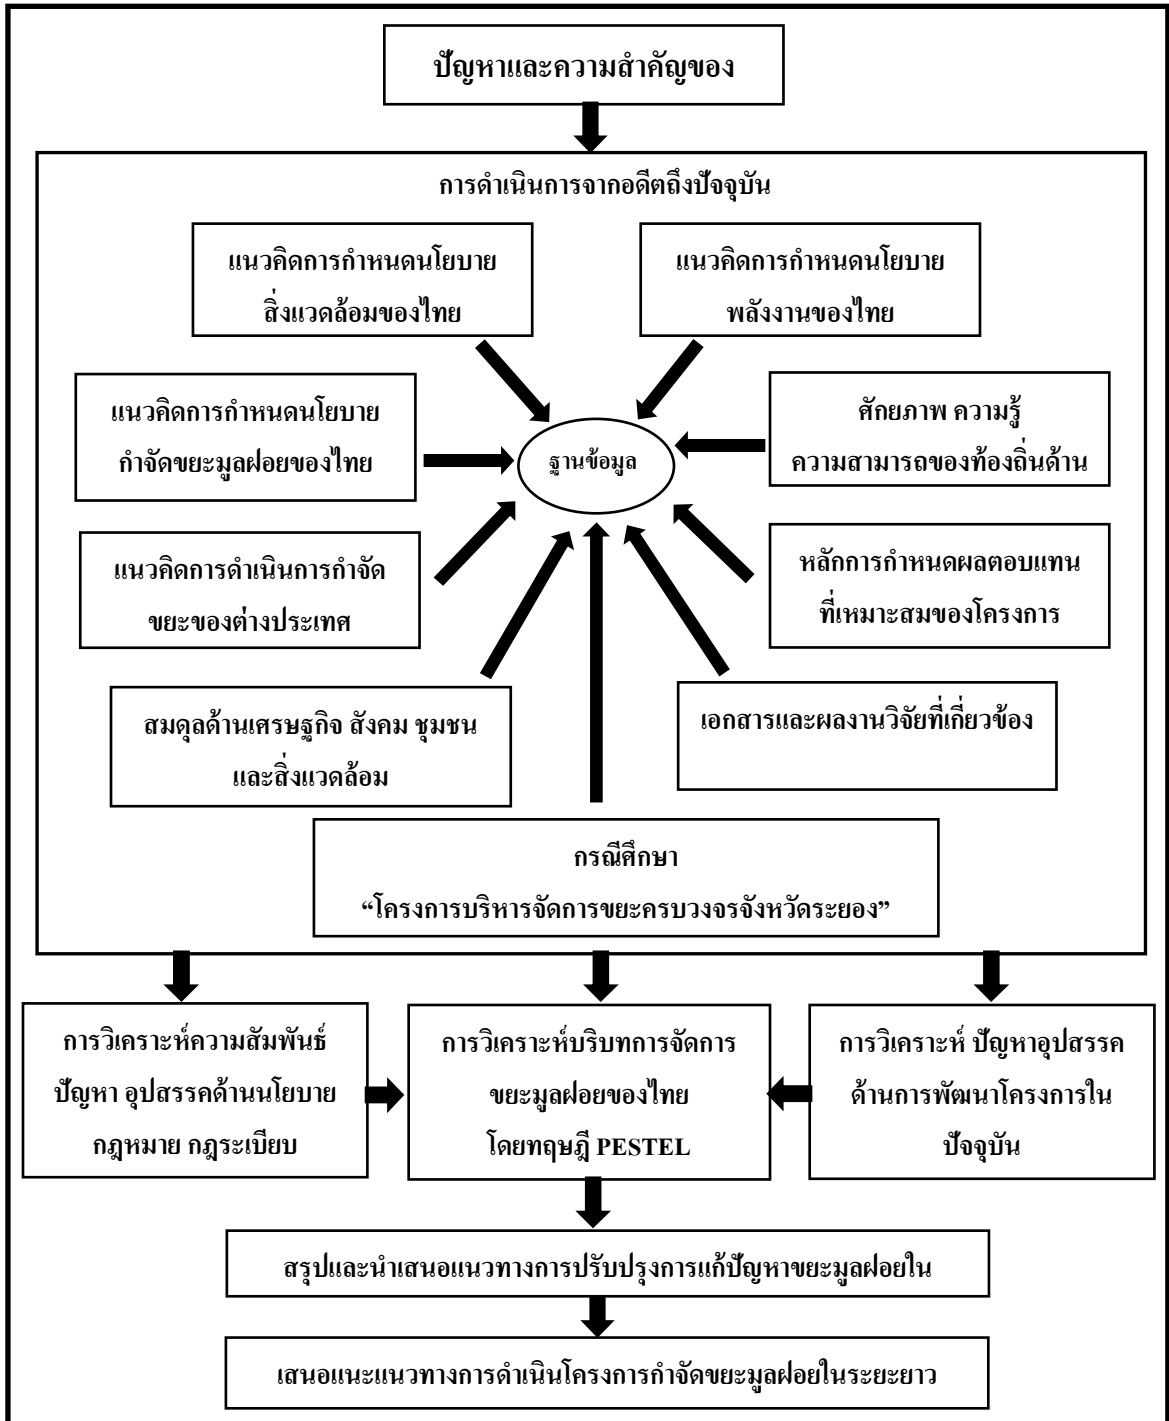 ปัญหาและความสำคัญของ
การดำเนินการจากอดีตถึงปัจจุบัน
แนวคิดการกำหนดนโยบาย
สิ่งแวดล้อมของไทย
แนวคิดการกำหนดนโยบาย
พลังงานของไทย
แนวคิดการกำหนดนโยบาย
กำจัดขยะมูลฝอยของไทย
ศักยภาพ ความรู้
ความสามารถของท้องถิ่นด้าน
ฐานข้อมูล
แนวคิดการดำเนินการกำจัด
ขยะของต่างประเทศ
หลักการกำหนดผลตอบแทน
ที่เหมาะสมของโครงการ
สมดุลด้านเศรษฐกิจ สังคม ชุมชน
และสิ่งแวดล้อม
เอกสารและผลงานวิจัยที่เกี่ยวข้อง
กรณีศึกษา
“โครงการบริหารจัดการขยะครบวงจรจังหวัดระยอง”
การวิเคราะห์ความสัมพันธ์
ปัญหา อุปสรรคด้านนโยบาย
กฎหมาย กฎระเบียบ
การวิเคราะห์บริบทการจัดการ
ขยะมูลฝอยของไทย
โดยทฤษฎี PESTEL
การวิเคราะห์ ปัญหาอุปสรรค
ด้านการพัฒนาโครงการใน
ปัจจุบัน
สรุปและนำเสนอแนวทางการปรับปรุงการแก้ปัญหาขยะมูลฝอยใน
เสนอแนะแนวทางการดำเนินโครงการกำจัดขยะมูลฝอยในระยะยาว